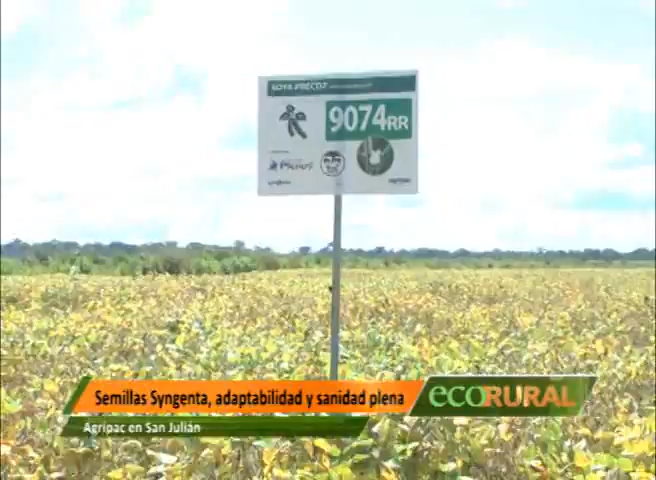 SOYA PRECOZ
9074RR
Semillas Syngenta, adaptabilidad y sanidad plena
ecoRURAL
Agripac en San Julián